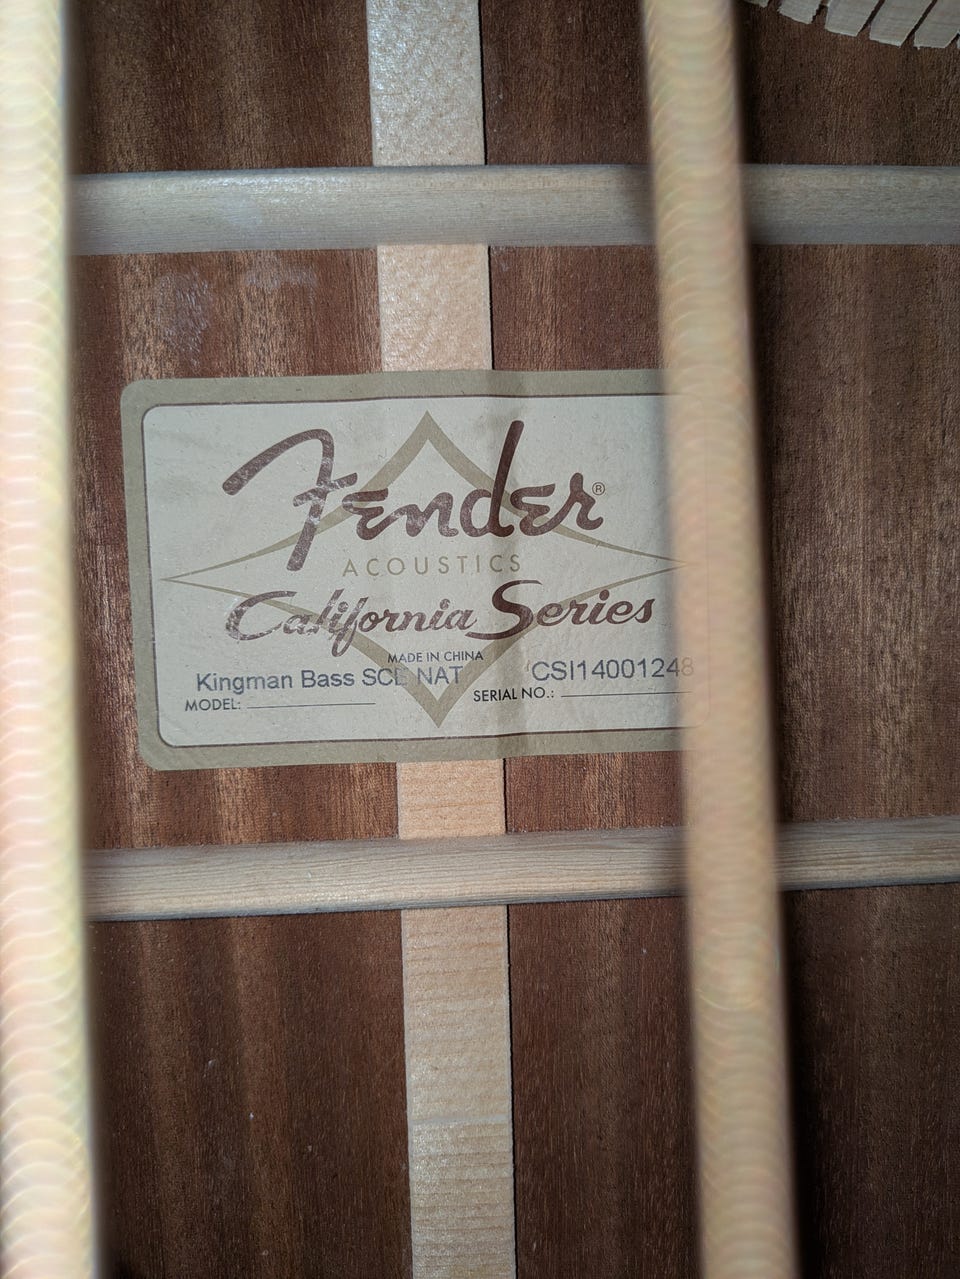 Fender®
ACOUSTICS
California Series
MADE IN CHINA
Kingman Bass SCE NAT CSI14001248
MODEL: SERIAL NO.: